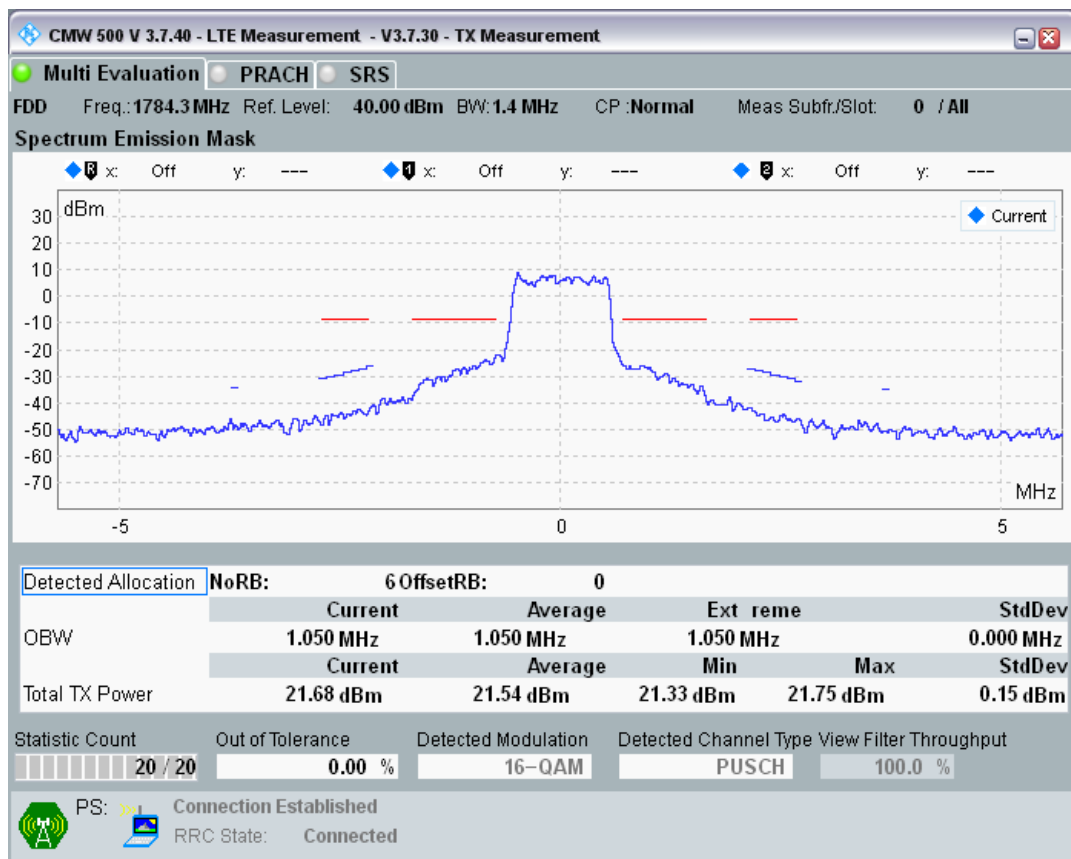 CMW 500 V 3.7.40 - LTE Measurement - V3.7.30 - TX Measurement
Multi Evaluation PRACH SRS
FDD Freq.: 1784.3 MHz Ref. Level: 40.00 dBm BW: 1.4 MHz CP :Normal Meas Subfr./Slot: 0 / All
Spectrum Emission Mask
R x: Off y: --- 1 x: Off y: --- 2 x: Off y: ---
dBm
Current
30
20
10
0
-10
-20
-30
-40
-50
-60
-70
MHz
-5 0 5
Detected Allocation NoRB: 6 OffsetRB: 0
Current Average Ext reme StdDev
OBW 1.050 MHz 1.050 MHz 1.050 MHz 0.000 MHz
Current Average Min Max StdDev
Total TX Power 21.68 dBm 21.54 dBm 21.33 dBm 21.75 dBm 0.15 dBm
Statistic Count Out of Tolerance Detected Modulation Detected Channel Type View Filter Throughput
20 / 20 0.00 % 16-QAM PUSCH 100.0 %
PS: Connection Established
RRC State: Connected